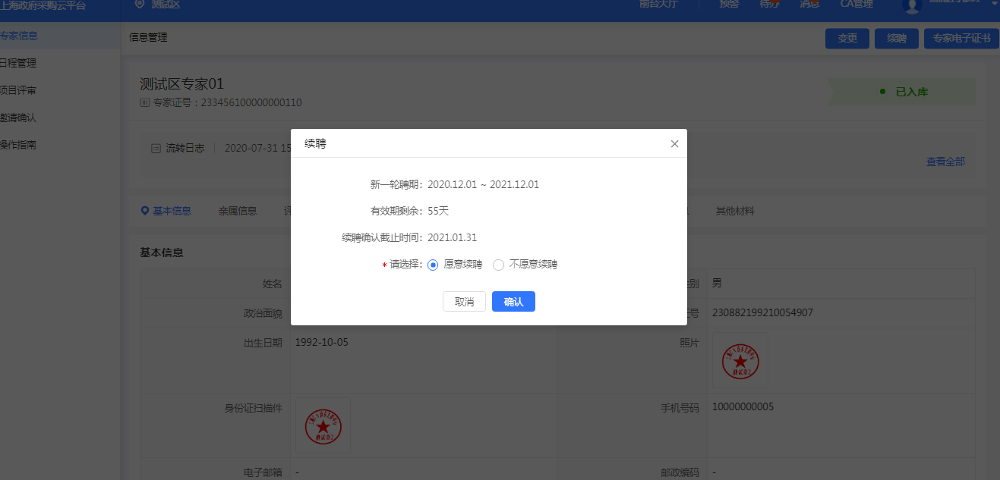 上海政府采购云平台
测试区
前台大厅
预警
待办
消息
CA管理
专家信息
日程管理
项目评审
邀请确认
操作指南
信息管理
变更
续聘
专家电子证书
测试区专家01
专家证号：233456100000000110
已入库
流转日志
2020-07-31 15
查看全部
基本信息
亲属信息
其他材料
续聘
新一轮聘期： 2020.12.01 ~ 2021.12.01
有效期剩余： 55天
续聘确认截止时间： 2021.01.31
*请选择： 愿意续聘 不愿意续聘
取消 确认
基本信息
姓名
别 男
政治面貌
证号 230882199210054907
出生日期 1992-10-05
照片
测试章2
身份证扫描件
测试章2
手机号码 10000000005
电子邮箱 -
邮政编码 -